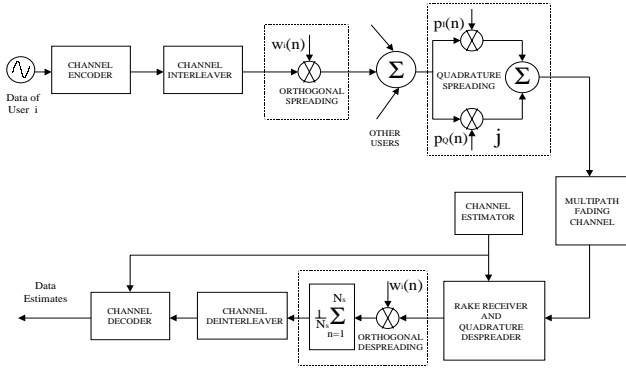 Data of
User i
CHANNEL
ENCODER
CHANNEL
INTERLEAVER
wi(n)
ORTHOGONAL
SPREADING
Σ
OTHER
USERS
pI(n)
QUADRATURE
SPREADING
Σ
pQ(n)
j
MULTIPATH
FADING
CHANNEL
CHANNEL
ESTIMATOR
RAKE RECEIVER
AND
QUADRATURE
DESPREADER
wi(n)
ORTHOGONAL
DESPREADING
Ns
1/Ns Σ
n=1
CHANNEL
DEINTERLEAVER
CHANNEL
DECODER
Data
Estimates